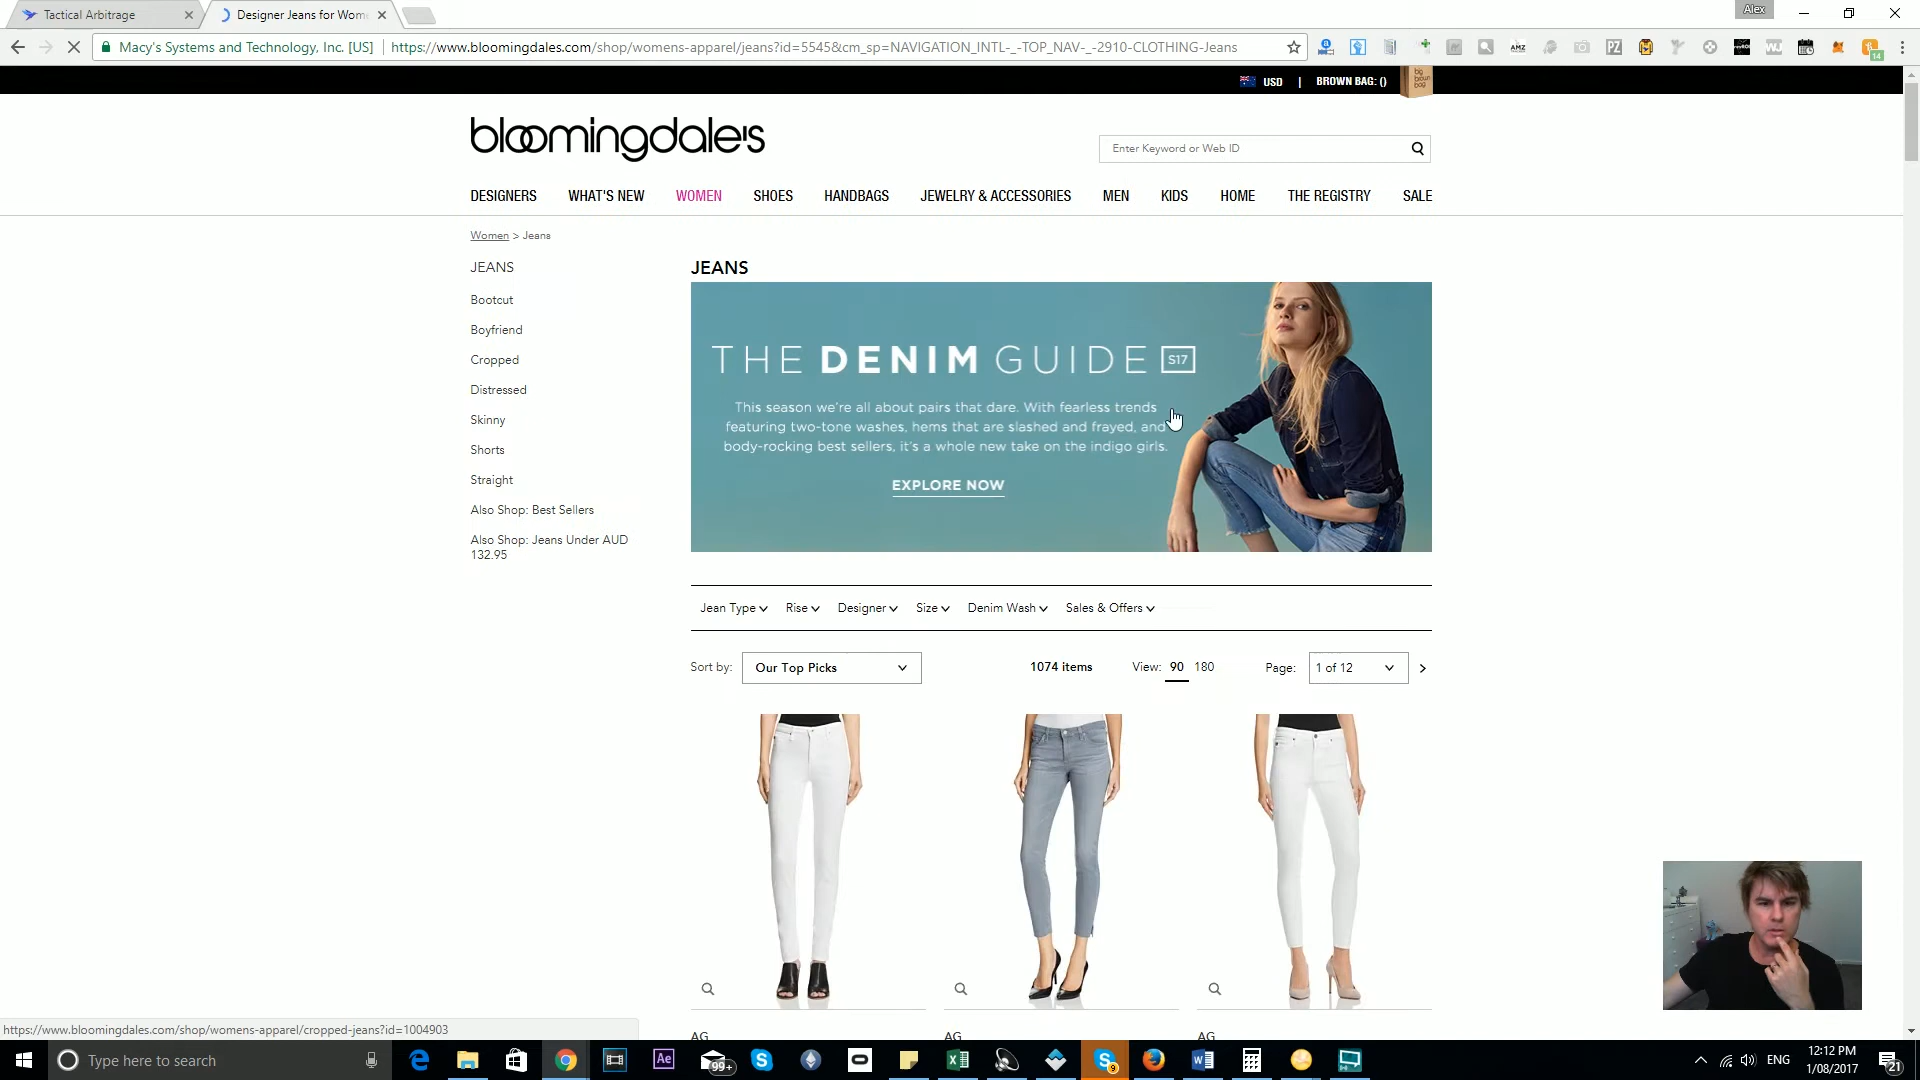 Tactical Arbitrage
Designer Jeans for Wom
Alex
Macy's Systems and Technology, Inc. [US]
https://www.bloomingdales.com/shop/womens-apparel/jeans?id=5545&cm_sp=NAVIGATION_INTL-_-TOP_NAV-_-2910-CLOTHING-Jeans
USD | BROWN BAG: ()
big brown bag
bloomingdale's
Enter Keyword or Web ID
DESIGNERS WHAT'S NEW WOMEN SHOES HANDBAGS JEWELRY & ACCESSORIES MEN KIDS HOME THE REGISTRY SALE
Women > Jeans
JEANS
Bootcut
Boyfriend
Cropped
Distressed
Skinny
Shorts
Straight
Also Shop: Best Sellers
Also Shop: Jeans Under AUD
132.95
JEANS
THE DENIM GUIDE S17
This season we're all about pairs that dare. With fearless trends
featuring two-tone washes, hems that are slashed and frayed, and
body-rocking best sellers, it's a whole new take on the indigo girls.
EXPLORE NOW
Jean Type Rise Designer Size Denim Wash Sales & Offers
Sort by: Our Top Picks 1074 items View: 90 180 Page: 1 of 12
AG AG AG
https://www.bloomingdales.com/shop/womens-apparel/cropped-jeans?id=1004903
Type here to search
Ae
99+
9
ENG
12:12 PM
1/08/2017
21